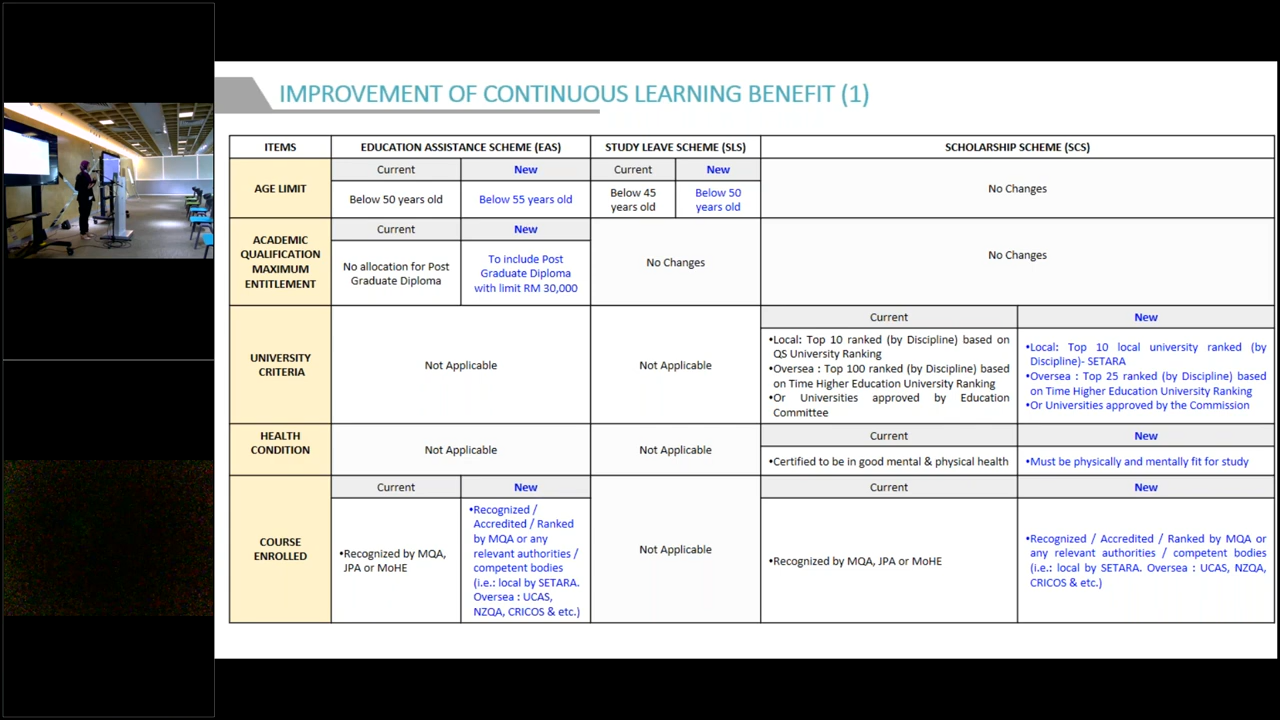 IMPROVEMENT OF CONTINUOUS LEARNING BENEFIT (1)
ITEMS
EDUCATION ASSISTANCE SCHEME (EAS)
STUDY LEAVE SCHEME (SLS)
SCHOLARSHIP SCHEME (SCS)
AGE LIMIT
Current
New
Below 50 years old
Below 55 years old
Current
New
Below 45
years old
Below 50
years old
No Changes
ACADEMIC
QUALIFICATION
MAXIMUM
ENTITLEMENT
Current
New
No allocation for Post
Graduate Diploma
To include Post
Graduate Diploma
with limit RM 30,000
No Changes
No Changes
UNIVERSITY
CRITERIA
Not Applicable
Not Applicable
Current
New
•Local: Top 10 ranked (by Discipline) based on
QS University Ranking
•Oversea : Top 100 ranked (by Discipline) based
on Time Higher Education University Ranking
•Or Universities approved by Education
Committee
•Local: Top 10 local university ranked (by
Discipline)- SETARA
•Oversea : Top 25 ranked (by Discipline) based
on Time Higher Education University Ranking
•Or Universities approved by the Commission
HEALTH
CONDITION
Not Applicable
Not Applicable
Current
New
•Certified to be in good mental & physical health
•Must be physically and mentally fit for study
COURSE
ENROLLED
Current
New
•Recognized by MQA,
JPA or MoHE
•Recognized /
Accredited / Ranked
by MQA or any
relevant authorities /
competent bodies
(i.e.: local by SETARA.
Oversea : UCAS,
NZQA, CRICOS & etc.)
Not Applicable
Current
New
•Recognized by MQA, JPA or MoHE
•Recognized / Accredited / Ranked by MQA or
any relevant authorities / competent bodies
(i.e.: local by SETARA. Oversea : UCAS, NZQA,
CRICOS & etc.)